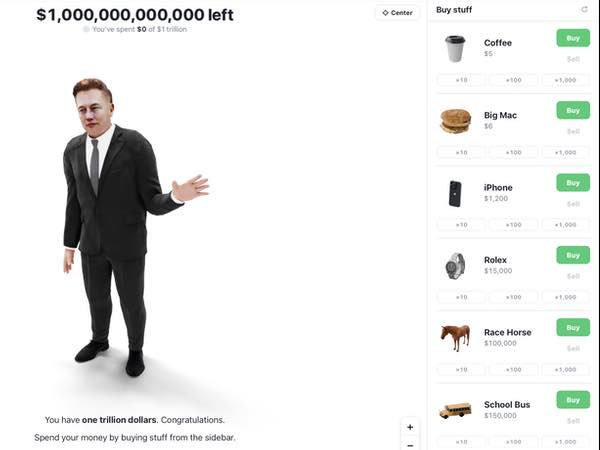 $1,000,000,000,000 left
You've spent $0 of $1 trillion
Center
You have one trillion dollars. Congratulations.
Spend your money by buying stuff from the sidebar.
+
−
Buy stuff
Coffee
$5
Buy
Sell
×10 ×100 ×1,000
Big Mac
$6
Buy
Sell
×10 ×100 ×1,000
iPhone
$1,200
Buy
Sell
×10 ×100 ×1,000
Rolex
$15,000
Buy
Sell
×10 ×100 ×1,000
Race Horse
$100,000
Buy
Sell
×10 ×100 ×1,000
School Bus
$150,000
Buy
Sell
×10 ×100 ×1,000